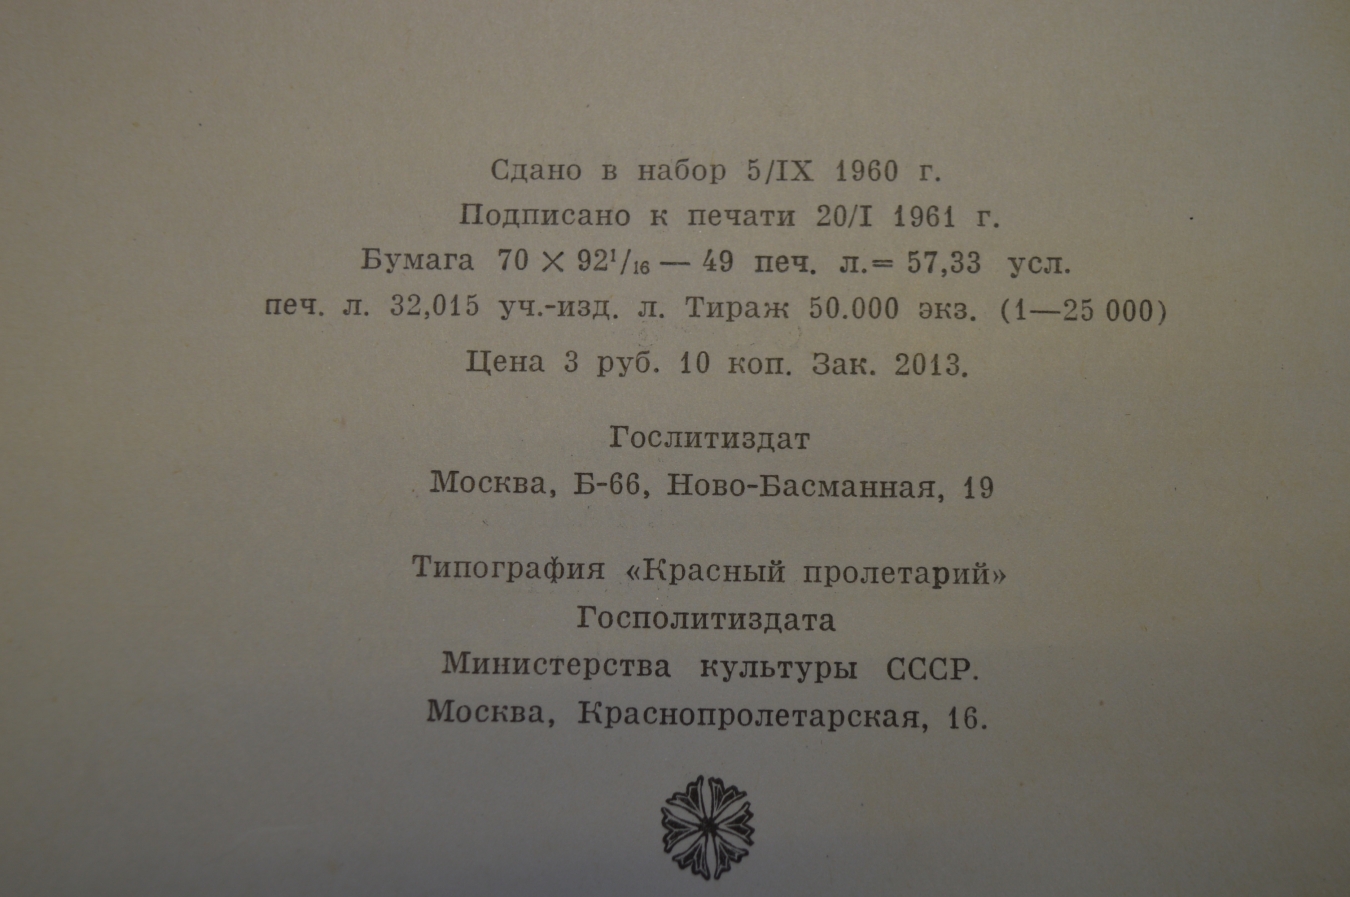 Сдано в набор 5/IX 1960 г.
Подписано к печати 20/I 1961 г.
Бумага 70 × 92¹/₁₆ — 49 печ. л.= 57,33 усл.
печ. л. 32,015 уч.-изд. л. Тираж 50.000 экз. (1—25 000)
Цена 3 руб. 10 коп. Зак. 2013.
Гослитиздат
Москва, Б-66, Ново-Басманная, 19
Типография «Красный пролетарий»
Госполитиздата
Министерства культуры СССР.
Москва, Краснопролетарская, 16.